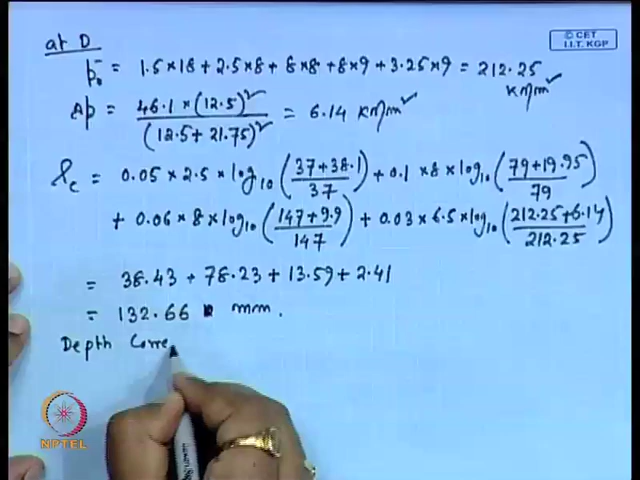 at D
© CET
I.I.T. KGP
p̄₀ = 1.5×18 + 2.5×8 + 8×8 + 8×9 + 3.25×9 = 212.25 kN/m²
Δp = 46.1 × (12.5)² / (12.5 + 21.75)² = 6.14 kN/m²
ρc = 0.05 × 2.5 × log₁₀ (37+38.1 / 37) + 0.1 × 8 × log₁₀ (79+19.95 / 79)
+ 0.06 × 8 × log₁₀ (147+9.9 / 147) + 0.03 × 6.5 × log₁₀ (212.25+6.14 / 212.25)
= 38.43 + 78.23 + 13.59 + 2.41
= 132.66 mm.
Depth Corre
NPTEL